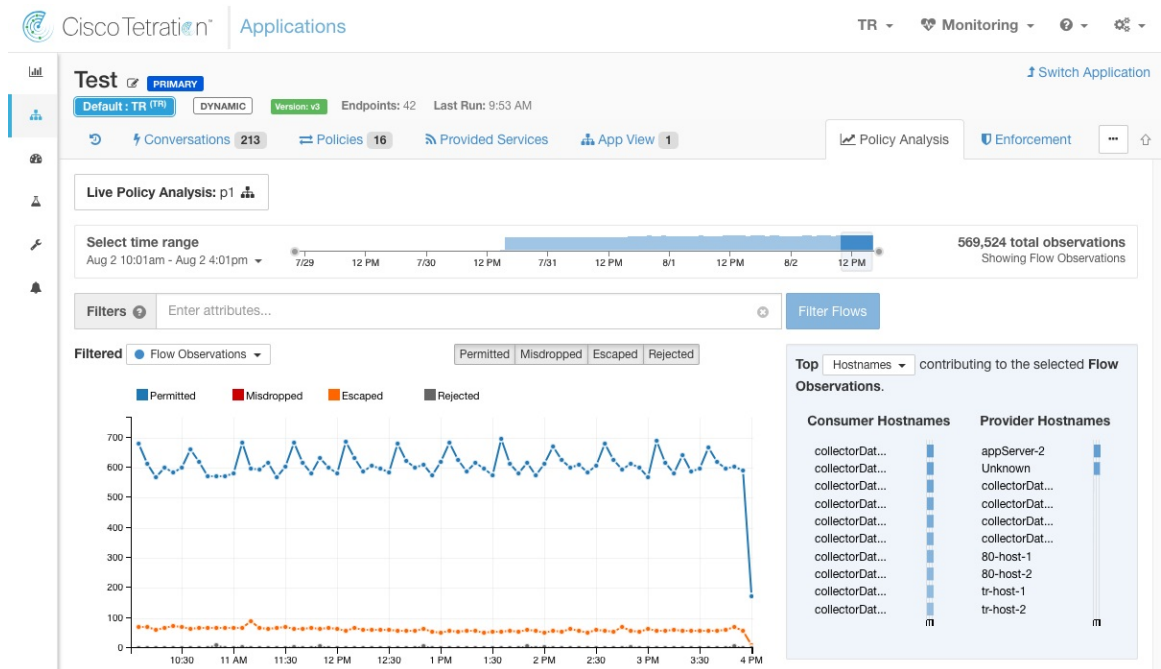 Cisco Tetration™ Applications TR Monitoring
Test PRIMARY Switch Application
Default : TR (TR) DYNAMIC Version: v3 Endpoints: 42 Last Run: 9:53 AM
Conversations 213 Policies 16 Provided Services App View 1 Policy Analysis Enforcement ...
Live Policy Analysis: p1
Select time range 569,524 total observations
Aug 2 10:01am - Aug 2 4:01pm Showing Flow Observations
7/29 12 PM 7/30 12 PM 7/31 12 PM 8/1 12 PM 8/2 12 PM
Filters ? Enter attributes... Filter Flows
Filtered Flow Observations Permitted Misdropped Escaped Rejected
Permitted Misdropped Escaped Rejected
700
600
500
400
300
200
100
0
10:30 11 AM 11:30 12 PM 12:30 1 PM 1:30 2 PM 2:30 3 PM 3:30 4 PM
Top Hostnames contributing to the selected Flow
Observations.
Consumer Hostnames Provider Hostnames
collectorDat... appServer-2
collectorDat... Unknown
collectorDat... collectorDat...
collectorDat... collectorDat...
collectorDat... collectorDat...
collectorDat... collectorDat...
collectorDat... 80-host-1
collectorDat... 80-host-2
collectorDat... tr-host-1
collectorDat... tr-host-2